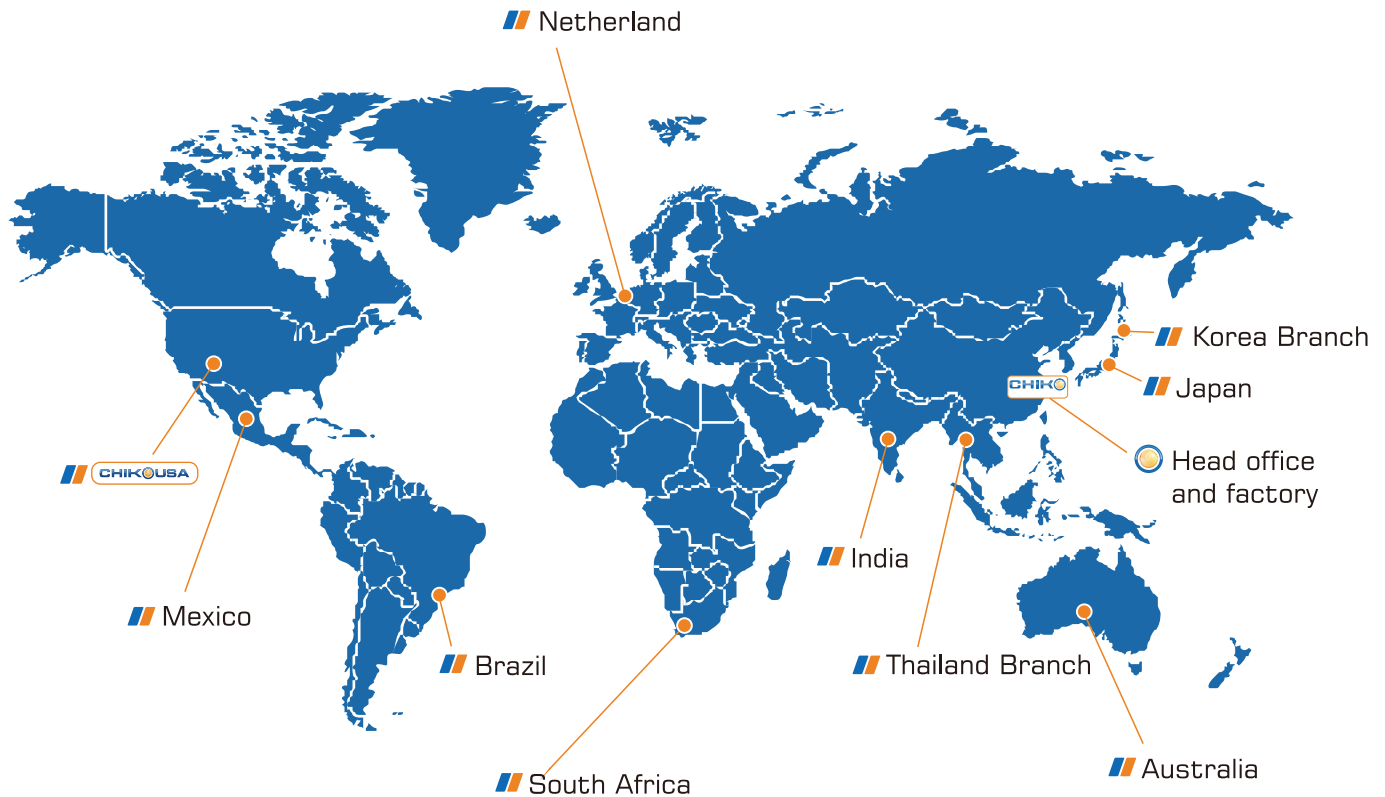 Netherland
Korea Branch
CHIKO
Japan
Head office
and factory
CHIKOUSA
India
Mexico
Brazil
Thailand Branch
South Africa
Australia